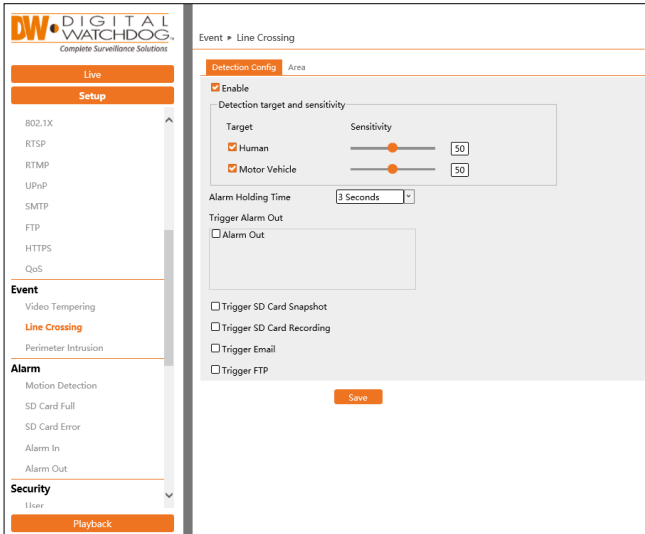 DW DIGITAL
WATCHDOG™
Complete Surveillance Solutions
Live
Setup
802.1X
RTSP
RTMP
UPnP
SMTP
FTP
HTTPS
QoS
Event
Video Tempering
Line Crossing
Perimeter Intrusion
Alarm
Motion Detection
SD Card Full
SD Card Error
Alarm In
Alarm Out
Security
User
Playback
Event ▸ Line Crossing
Detection Config Area
Enable
Detection target and sensitivity
Target Sensitivity
Human 50
Motor Vehicle 50
Alarm Holding Time 3 Seconds
Trigger Alarm Out
Alarm Out
Trigger SD Card Snapshot
Trigger SD Card Recording
Trigger Email
Trigger FTP
Save